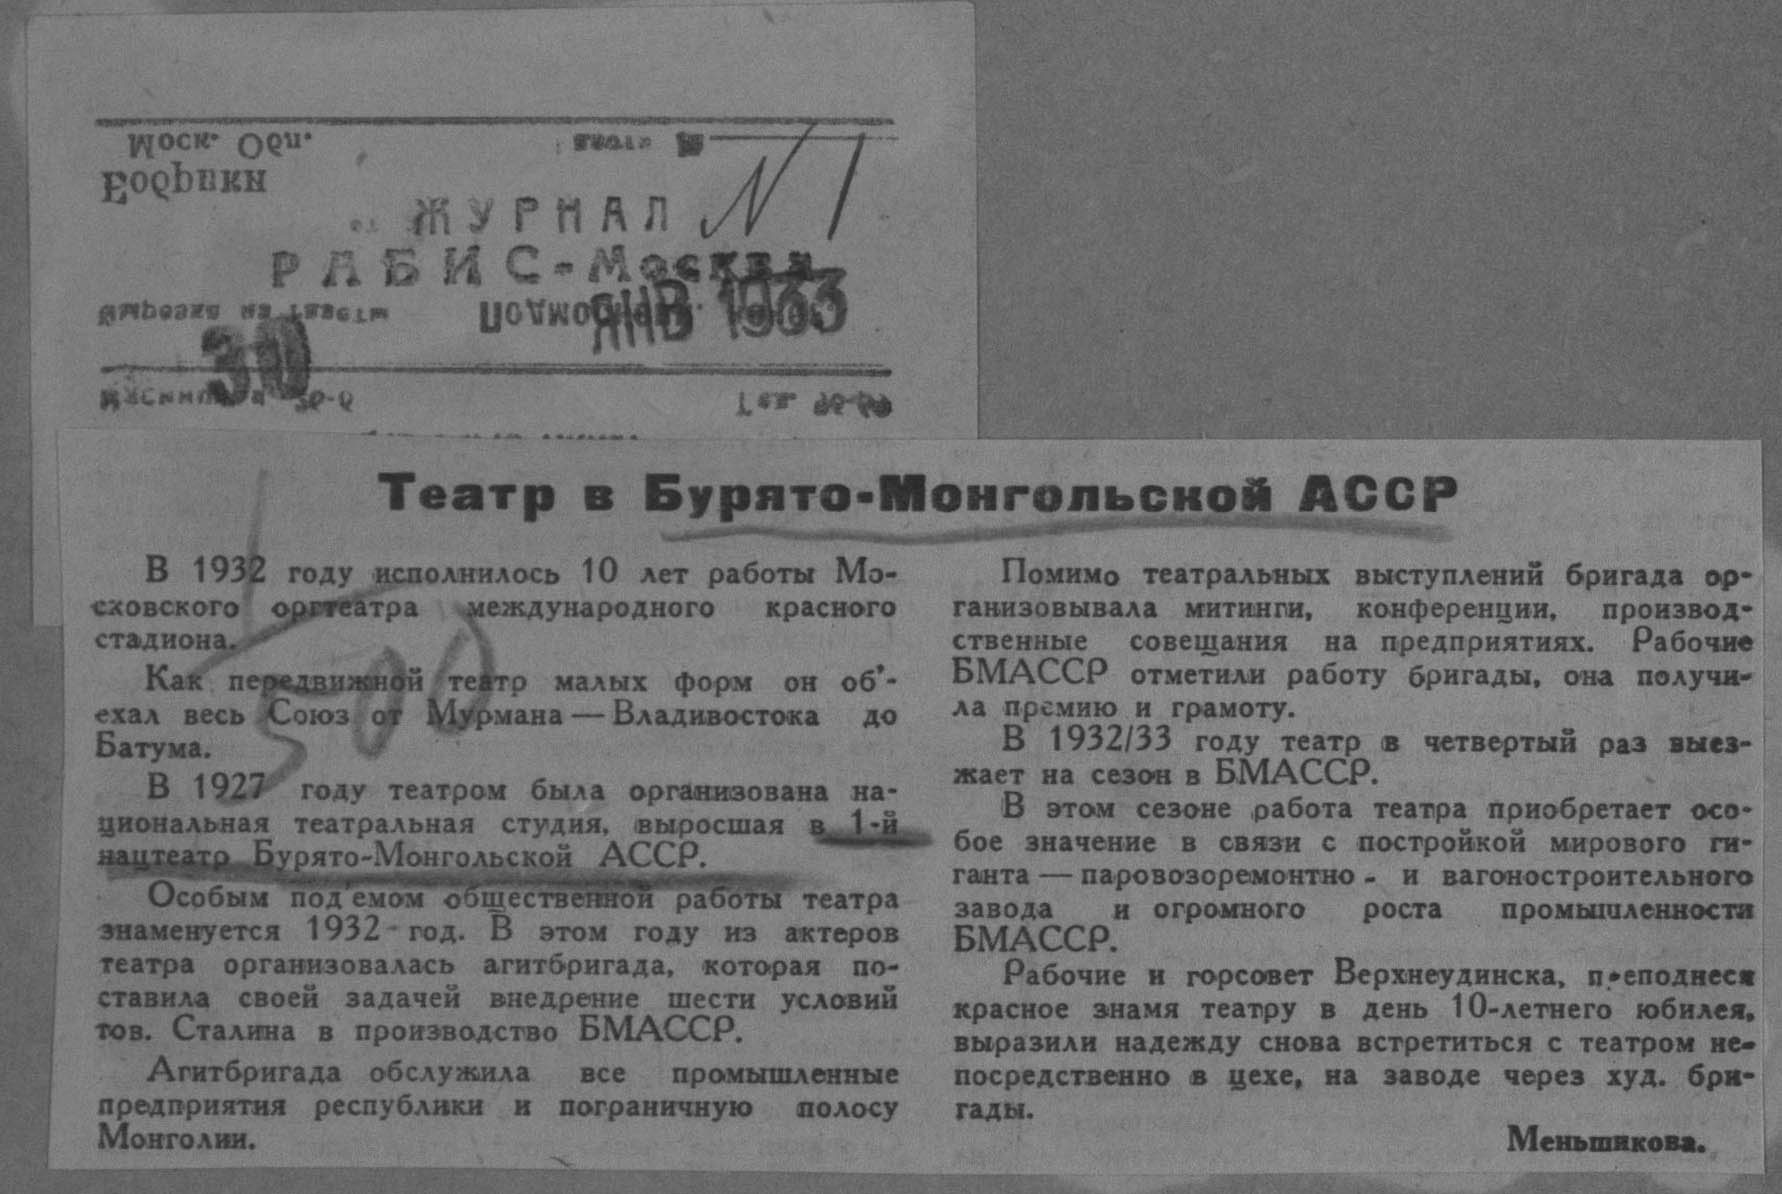 Моск. Обл.
ЖУРНАЛ N 1
РАБИС-Москва
ЯНВ 1933
30
Театр в Бурято-Монгольской АССР
В 1932 году исполнилось 10 лет работы Мо-
сковского оргтеатра международного красного
стадиона.
Как передвижной театр малых форм он об'-
ехал весь Союз от Мурмана — Владивостока до
Батума.
В 1927 году театром была организована на-
циональная театральная студия, выросшая в 1-й
нацтеатр Бурято-Монгольской АССР.
Особым под'емом общественной работы театра
знаменуется 1932 год. В этом году из актеров
театра организовалась агитбригада, которая по-
ставила своей задачей внедрение шести условий
тов. Сталина в производство БМАССР.
Агитбригада обслужила все промышленные
предприятия республики и пограничную полосу
Монголии.
500
Помимо театральных выступлений бригада ор-
ганизовывала митинги, конференции, производ-
ственные совещания на предприятиях. Рабочие
БМАССР отметили работу бригады, она получи-
ла премию и грамоту.
В 1932/33 году театр в четвертый раз выез-
жает на сезон в БМАССР.
В этом сезоне работа театра приобретает осо-
бое значение в связи с постройкой мирового ги-
ганта — паровозоремонтно - и вагоностроительного
завода и огромного роста промышленности
БМАССР.
Рабочие и горсовет Верхнеудинска, преподнеся
красное знамя театру в день 10-летнего юбилея,
выразили надежду снова встретиться с театром не-
посредственно в цехе, на заводе через худ. бри-
гады.
Меньшикова.